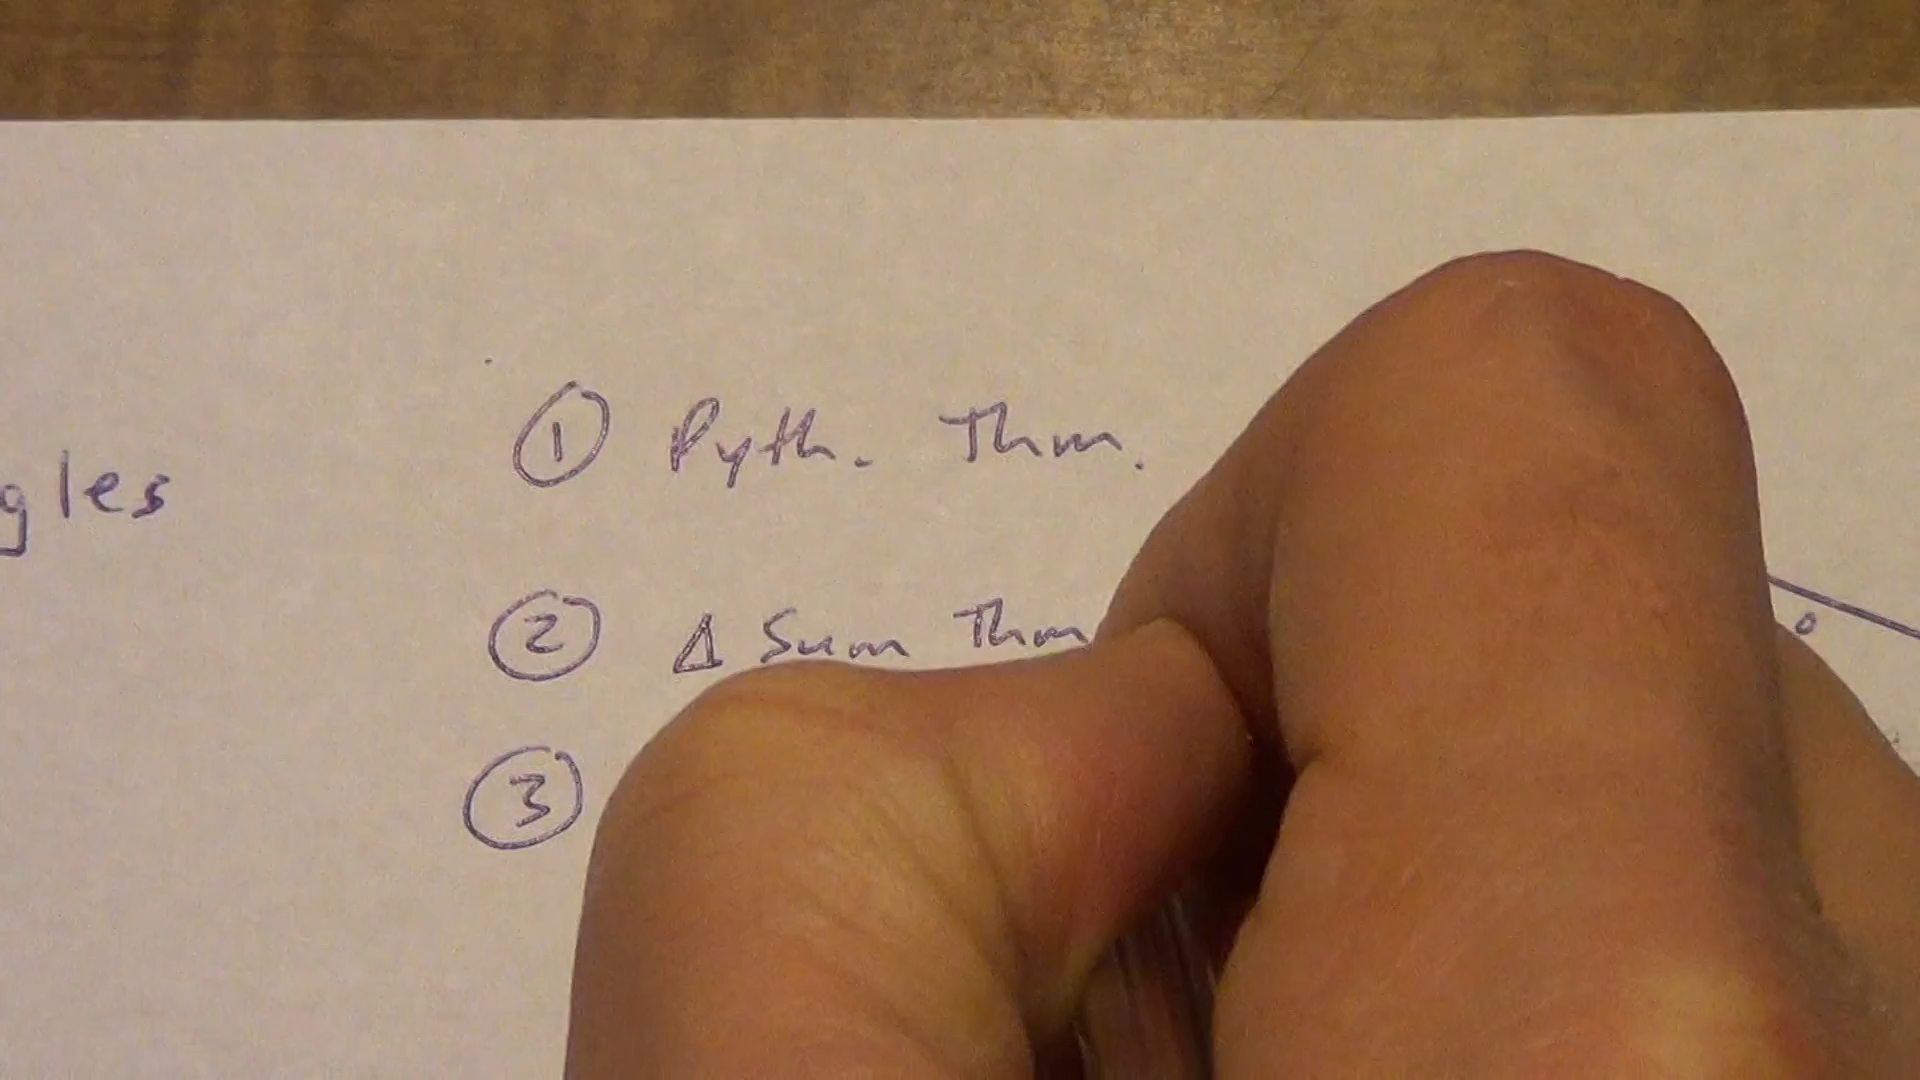 gles
① Pyth. Thm.
② Δ Sum Thm
③